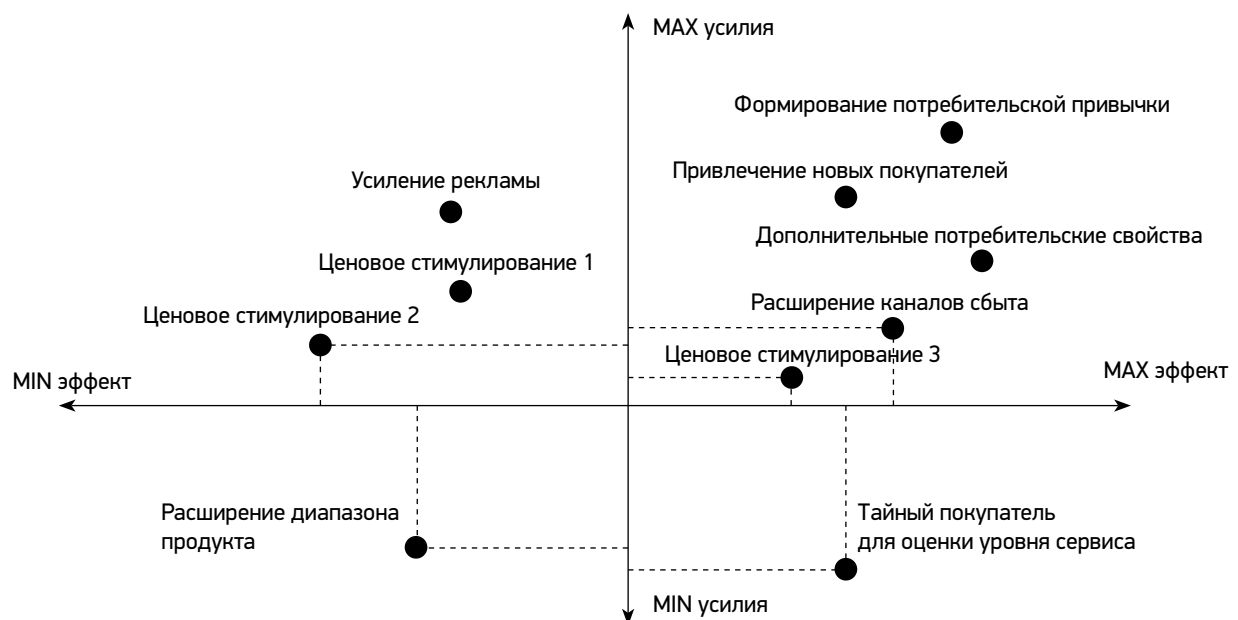 MAX усилия
Формирование потребительской привычки
Привлечение новых покупателей
Усиление рекламы
Дополнительные потребительские свойства
Ценовое стимулирование 1
Расширение каналов сбыта
Ценовое стимулирование 2
Ценовое стимулирование 3
MIN эффект
MAX эффект
Расширение диапазона
продукта
Тайный покупатель
для оценки уровня сервиса
MIN усилия